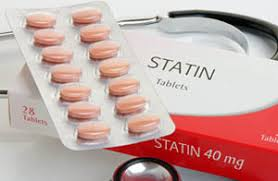 STATIN
Tablets
28
Tablets
STATIN 40 mg